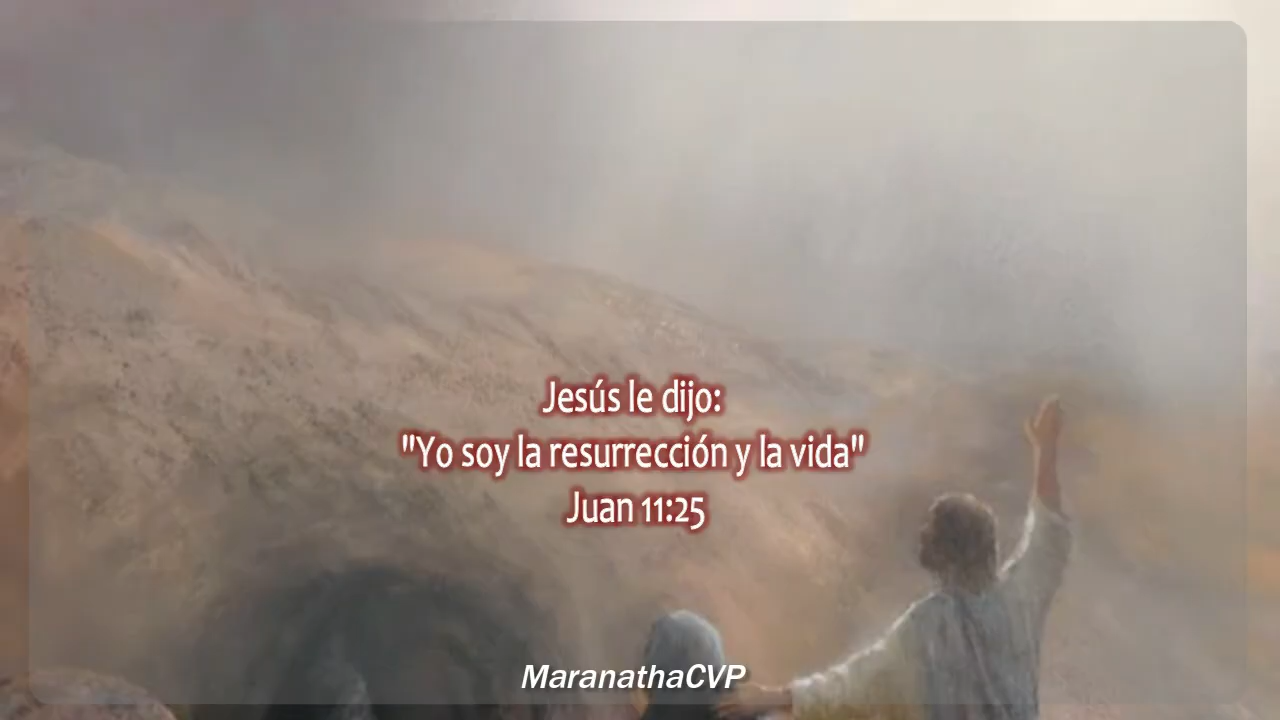 Jesús le dijo:
"Yo soy la resurrección y la vida"
Juan 11:25
MaranathaCVP